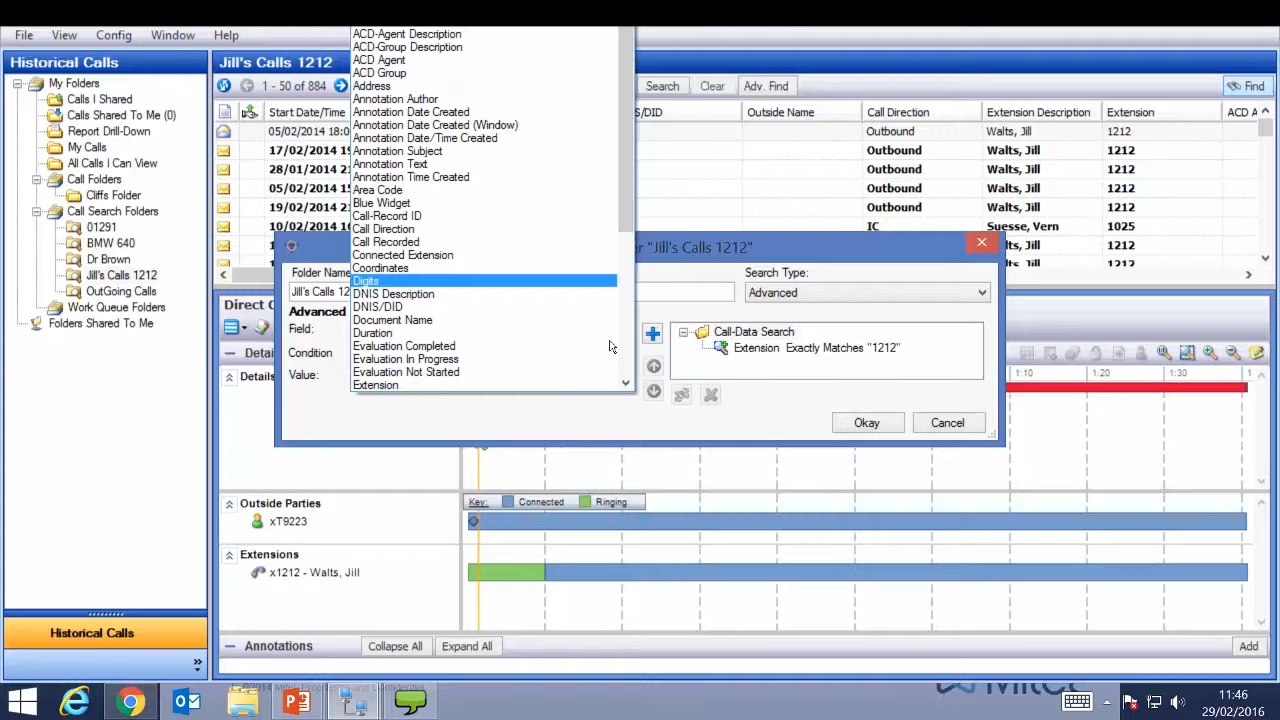 File View Config Window Help
Historical Calls
My Folders
Calls I Shared
Calls Shared To Me (0)
Report Drill-Down
My Calls
All Calls I Can View
Call Folders
Cliffs Folder
Call Search Folders
01291
BMW 640
Dr Brown
Jill's Calls 1212
OutGoing Calls
Work Queue Folders
Folders Shared To Me
Historical Calls
»
Jill's Calls 1212
1 - 50 of 884
Search Clear Adv. Find Find
Start Date/Time S/DID Outside Name Call Direction Extension Description Extension ACD A
05/02/2014 18:0 Outbound Walts, Jill 1212
17/02/2014 19 Outbound Walts, Jill 1212
28/01/2014 21 Outbound Walts, Jill 1212
05/02/2014 15 Outbound Walts, Jill 1212
19/02/2014 21 Outbound Walts, Jill 1212
10/02/2014 16 IC Suesse, Vern 1025
ACD-Agent Description
ACD-Group Description
ACD Agent
ACD Group
Address
Annotation Author
Annotation Date Created
Annotation Date Created (Window)
Annotation Date/Time Created
Annotation Subject
Annotation Text
Annotation Time Created
Area Code
Blue Widget
Call-Record ID
Call Direction
Call Recorded
Connected Extension
Coordinates
Digits
DNIS Description
DNIS/DID
Document Name
Duration
Evaluation Completed
Evaluation In Progress
Evaluation Not Started
Extension
r "Jill's Calls 1212"
Folder Name
Jill's Calls 12
Search Type:
Advanced
Advanced
Field:
Condition
Value:
Call-Data Search
Extension Exactly Matches "1212"
Okay Cancel
Direct C
Detai
Details
1:10 1:20 1:30 1
Outside Parties
xT9223
Key: Connected Ringing
Extensions
x1212 - Walts, Jill
Annotations Collapse All Expand All Add
©2014 Mitel Proprietary and Confidential
Mitel
11:46
29/02/2016